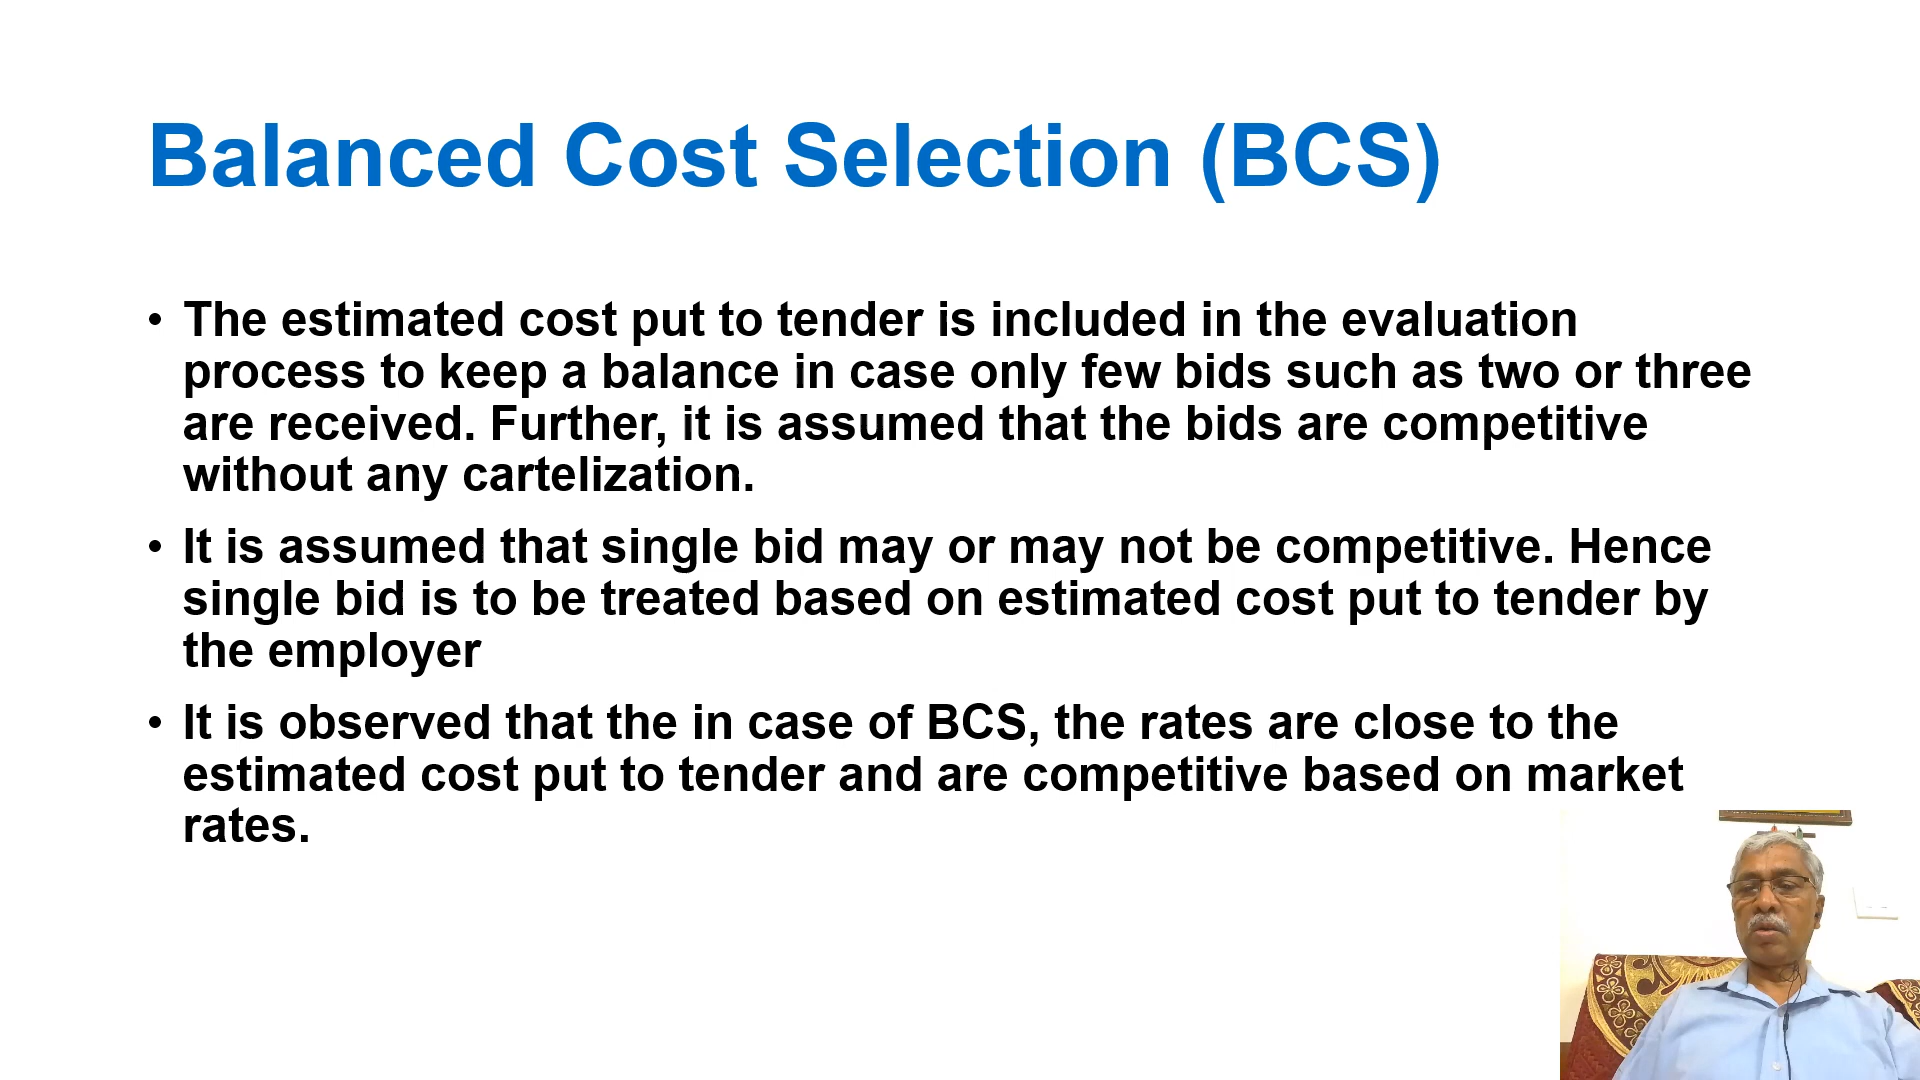 Balanced Cost Selection (BCS)
• The estimated cost put to tender is included in the evaluation
process to keep a balance in case only few bids such as two or three
are received. Further, it is assumed that the bids are competitive
without any cartelization.
• It is assumed that single bid may or may not be competitive. Hence
single bid is to be treated based on estimated cost put to tender by
the employer
• It is observed that the in case of BCS, the rates are close to the
estimated cost put to tender and are competitive based on market
rates.